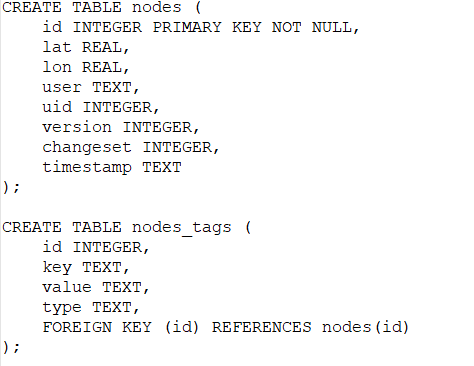 CREATE TABLE nodes (
    id INTEGER PRIMARY KEY NOT NULL,
    lat REAL,
    lon REAL,
    user TEXT,
    uid INTEGER,
    version INTEGER,
    changeset INTEGER,
    timestamp TEXT
);

CREATE TABLE nodes_tags (
    id INTEGER,
    key TEXT,
    value TEXT,
    type TEXT,
    FOREIGN KEY (id) REFERENCES nodes(id)
);